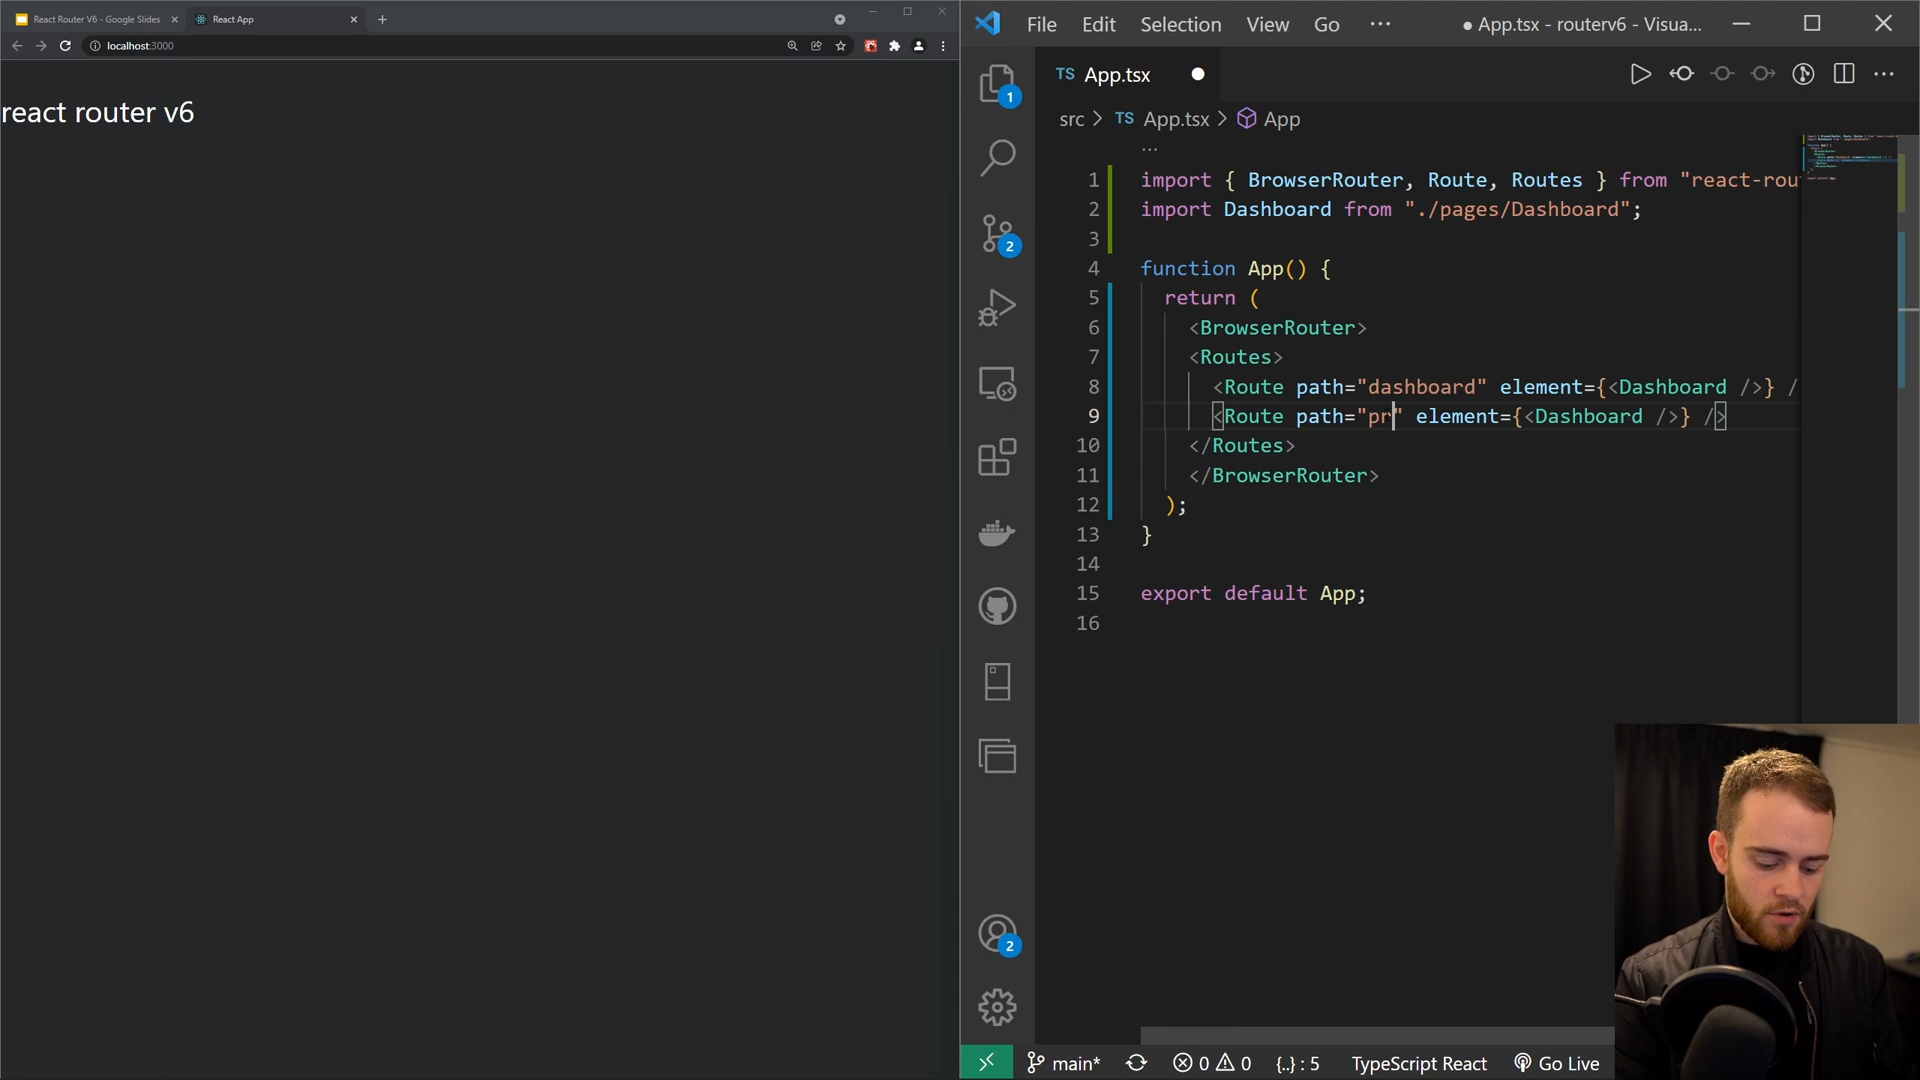 React Router V6 - Google Slides
React App
localhost:3000
react router v6
File Edit Selection View Go ···
● App.tsx - routerv6 - Visua...
TS App.tsx
src > TS App.tsx > App
...
1 import { BrowserRouter, Route, Routes } from "react-rou
2 import Dashboard from "./pages/Dashboard";
3
4 function App() {
5 return (
6 <BrowserRouter>
7 <Routes>
8 <Route path="dashboard" element={<Dashboard />} /
9 <Route path="pr" element={<Dashboard />} />
10 </Routes>
11 </BrowserRouter>
12 );
13 }
14
15 export default App;
16
1
2
2
main* 0 0 {..} : 5 TypeScript React Go Live